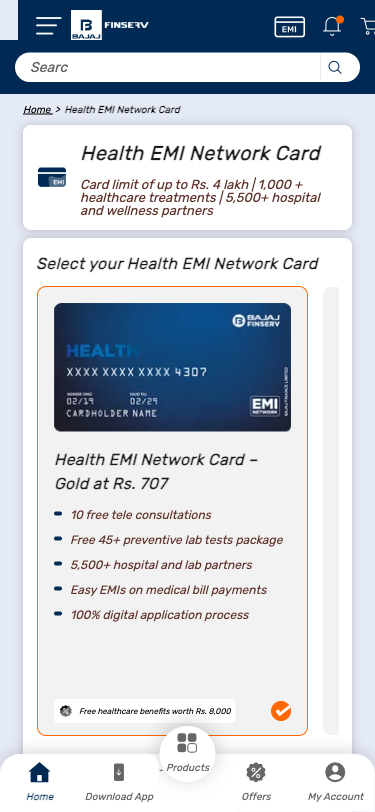 BAJAJ
FINSERV
EMI
Searc
Home > Health EMI Network Card
Health EMI Network Card
Card limit of up to Rs. 4 lakh | 1,000 +
healthcare treatments | 5,500+ hospital
and wellness partners
EMI
Select your Health EMI Network Card
BAJAJ
FINSERV
HEALTH
XXXX XXXX XXXX 4307
MEMBER SINCE
VALID TO
02/19
02/29
CARDHOLDER NAME
EMI
NETWORK
BAJAJ FINANCE LIMITED
Health EMI Network Card –
Gold at Rs. 707
10 free tele consultations
Free 45+ preventive lab tests package
5,500+ hospital and lab partners
Easy EMIs on medical bill payments
100% digital application process
Free healthcare benefits worth Rs. 8,000
Home
Download App
Products
Offers
My Account